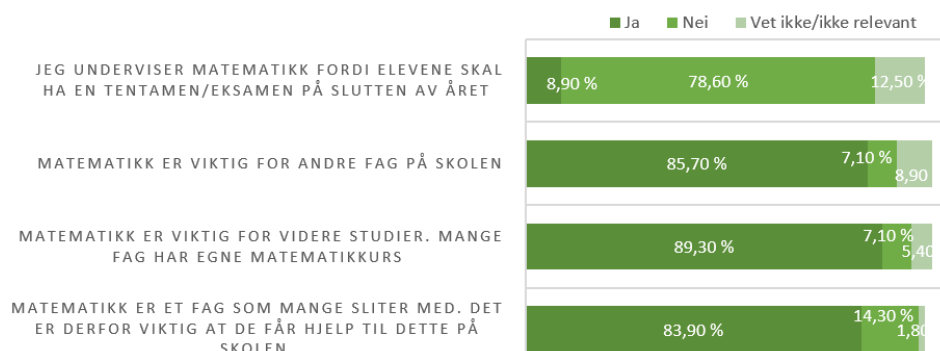 Ja Nei Vet ikke/ikke relevant
JEG UNDERVISER MATEMATIKK FORDI ELEVENE SKAL
HA EN TENTAMEN/EKSAMEN PÅ SLUTTEN AV ÅRET
8,90 % 78,60 % 12,50 %
MATEMATIKK ER VIKTIG FOR ANDRE FAG PÅ SKOLEN
85,70 % 7,10 % 8,90
MATEMATIKK ER VIKTIG FOR VIDERE STUDIER. MANGE
FAG HAR EGNE MATEMATIKKURS
89,30 % 7,10 % 5,40
MATEMATIKK ER ET FAG SOM MANGE SLITER MED. DET
ER DERFOR VIKTIG AT DE FÅR HJELP TIL DETTE PÅ
SKOLEN
83,90 % 14,30 % 1,80